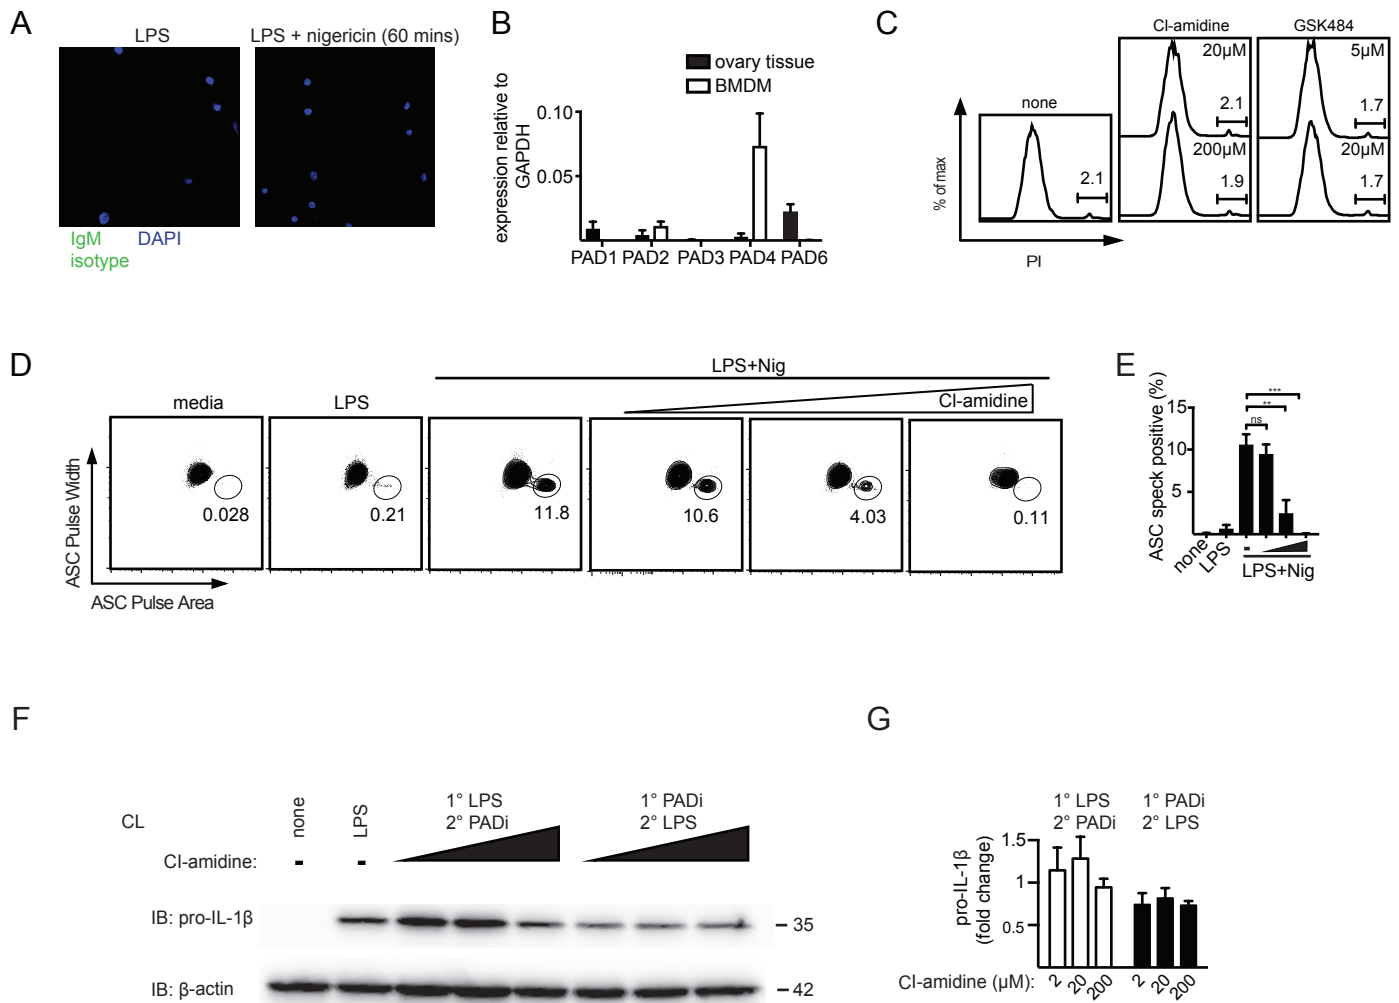 A
LPS
LPS + nigericin (60 mins)
IgM
isotype
DAPI
B
ovary tissue
BMDM
expression relative to
GAPDH
0.10
0.05
PAD1 PAD2 PAD3 PAD4 PAD6
C
Cl-amidine
GSK484
none
20µM
5µM
2.1
1.7
200µM
20µM
2.1
1.9
1.7
% of max
PI
D
LPS+Nig
media
LPS
Cl-amidine
ASC Pulse Width
0.028
0.21
11.8
10.6
4.03
0.11
ASC Pulse Area
E
ASC speck positive (%)
15
10
5
***
**
ns
none
LPS
-
LPS+Nig
F
CL
none
LPS
1° LPS
2° PADi
1° PADi
2° LPS
Cl-amidine:
-
-
IB: pro-IL-1β
35
IB: β-actin
42
G
1° LPS
2° PADi
1° PADi
2° LPS
pro-IL-1β
(fold change)
1.5
1
0.5
Cl-amidine (µM):
2 20 200 2 20 200